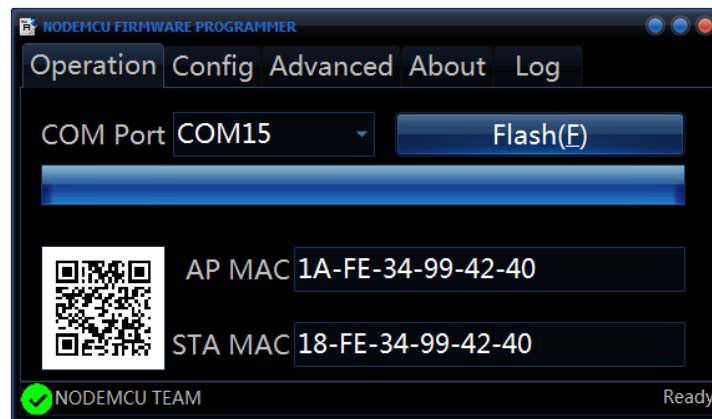 NODEMCU FIRMWARE PROGRAMMER
Operation Config Advanced About Log
COM Port COM15 Flash(F)
AP MAC 1A-FE-34-99-42-40
STA MAC 18-FE-34-99-42-40
NODEMCU TEAM Ready